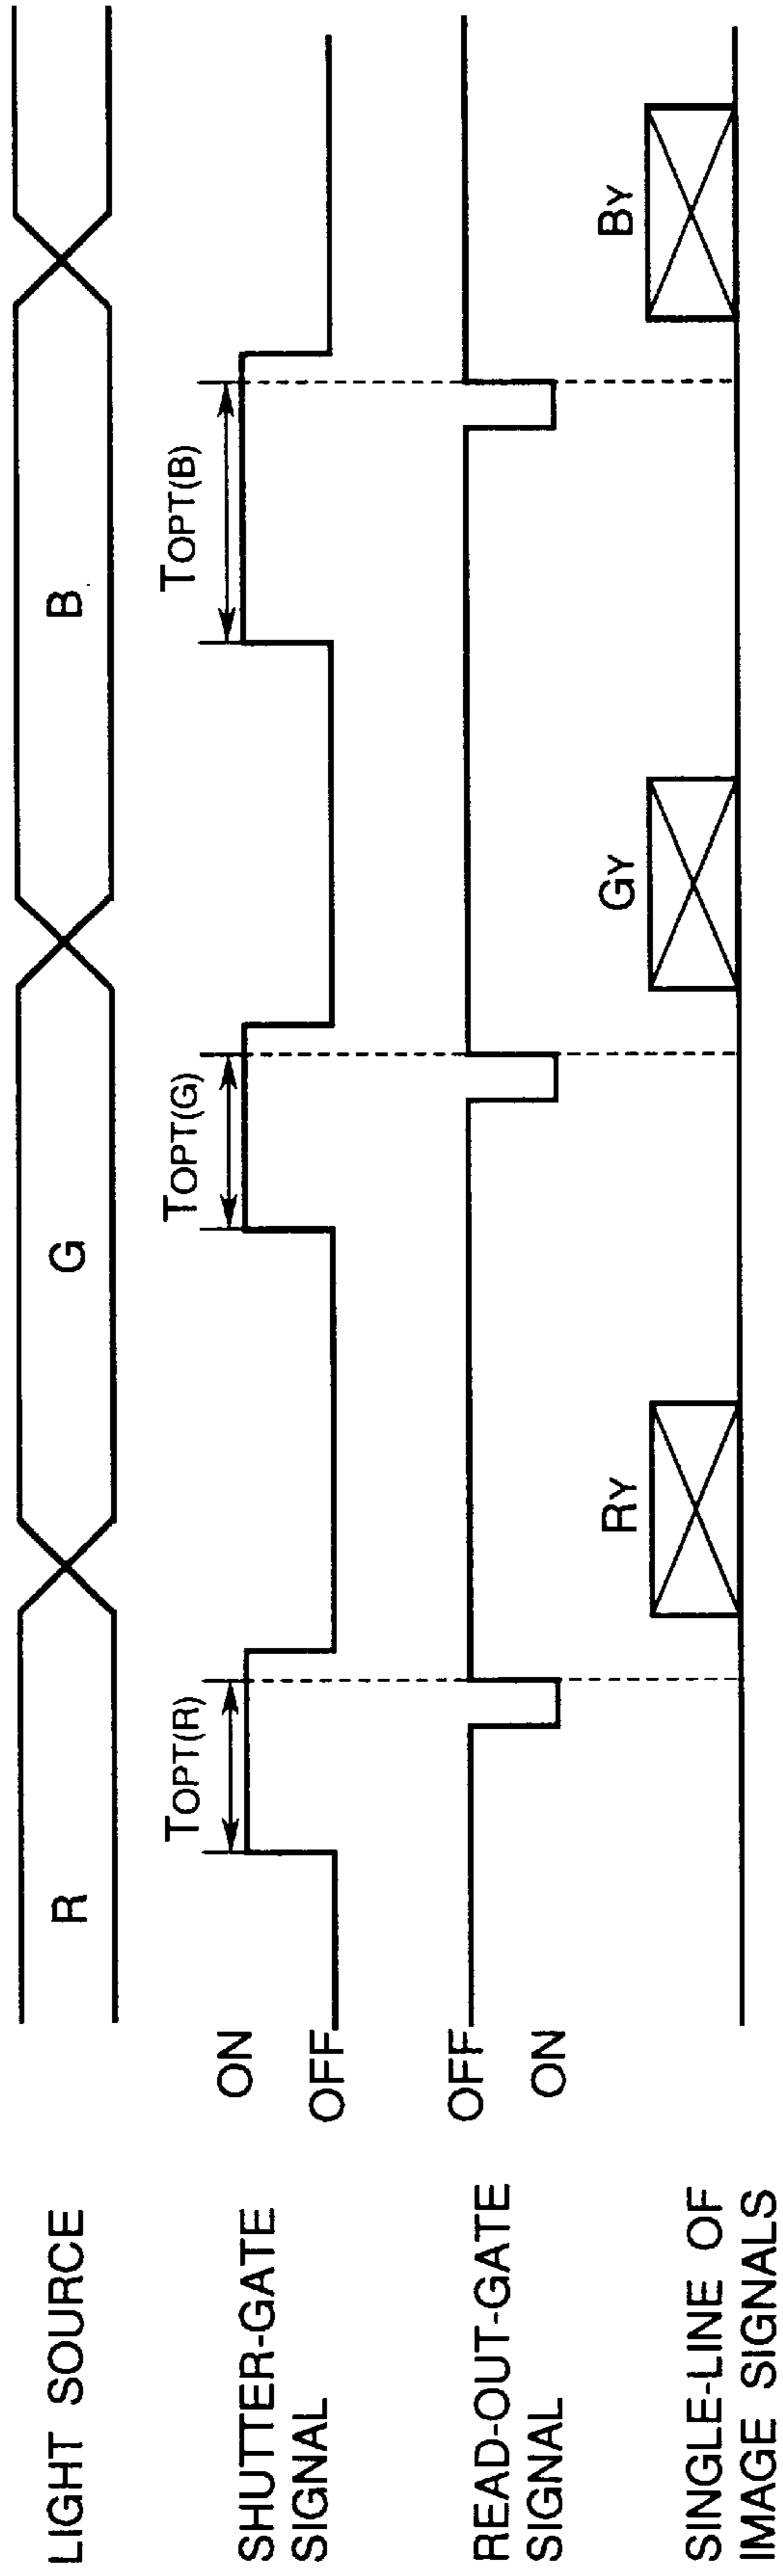 LIGHT SOURCE
R
G
B
SHUTTER-GATE
SIGNAL
ON
OFF
TOPT(R)
TOPT(G)
TOPT(B)
READ-OUT-GATE
SIGNAL
OFF
ON
SINGLE-LINE OF
IMAGE SIGNALS
RY
GY
BY